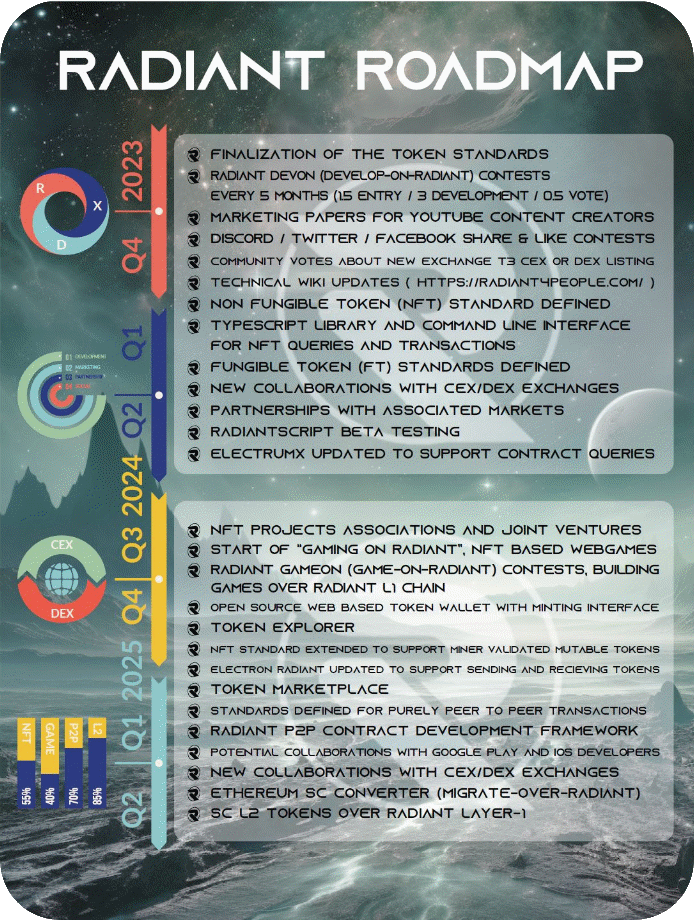 RADIANT ROADMAP
Q4 2023
R
X
D
FINALIZATION OF THE TOKEN STANDARDS
RADIANT DEVON (DEVELOP-ON-RADIANT) CONTESTS
EVERY 5 MONTHS (1.5 ENTRY / 3 DEVELOPMENT / 0.5 VOTE)
MARKETING PAPERS FOR YOUTUBE CONTENT CREATORS
DISCORD / TWITTER / FACEBOOK SHARE & LIKE CONTESTS
COMMUNITY VOTES ABOUT NEW EXCHANGE T3 CEX OR DEX LISTING
TECHNICAL WIKI UPDATES ( HTTPS://RADIANT4PEOPLE.COM/ )
NON FUNGIBLE TOKEN (NFT) STANDARD DEFINED
TYPESCRIPT LIBRARY AND COMMAND LINE INTERFACE
FOR NFT QUERIES AND TRANSACTIONS
FUNGIBLE TOKEN (FT) STANDARDS DEFINED
NEW COLLABORATIONS WITH CEX/DEX EXCHANGES
PARTNERSHIPS WITH ASSOCIATED MARKETS
RADIANTSCRIPT BETA TESTING
ELECTRUMX UPDATED TO SUPPORT CONTRACT QUERIES
Q1
Q2
01 DEVELOPMENT
02 MARKETING
2024
Q3
Q4
CEX
DEX
NFT PROJECTS ASSOCIATIONS AND JOINT VENTURES
START OF "GAMING ON RADIANT", NFT BASED WEBGAMES
RADIANT GAMEON (GAME-ON-RADIANT) CONTESTS, BUILDING
GAMES OVER RADIANT L1 CHAIN
OPEN SOURCE WEB BASED TOKEN WALLET WITH MINTING INTERFACE
TOKEN EXPLORER
NFT STANDARD EXTENDED TO SUPPORT MINER VALIDATED MUTABLE TOKENS
ELECTRON RADIANT UPDATED TO SUPPORT SENDING AND RECIEVING TOKENS
TOKEN MARKETPLACE
STANDARDS DEFINED FOR PURELY PEER TO PEER TRANSACTIONS
RADIANT P2P CONTRACT DEVELOPMENT FRAMEWORK
POTENTIAL COLLABORATIONS WITH GOOGLE PLAY AND IOS DEVELOPERS
NEW COLLABORATIONS WITH CEX/DEX EXCHANGES
ETHEREUM SC CONVERTER (MIGRATE-OVER-RADIANT)
SC L2 TOKENS OVER RADIANT LAYER-1
2025
Q1
Q2
NFT 55%
GAME 40%
P2P 70%
L2 85%